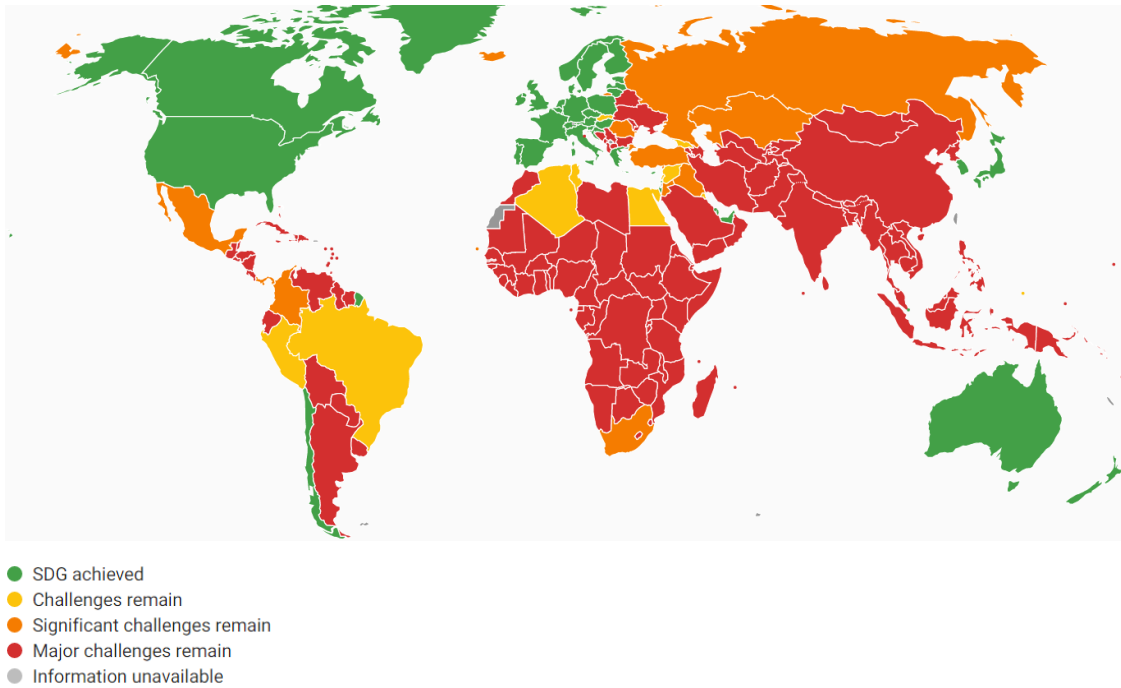 SDG achieved
Challenges remain
Significant challenges remain
Major challenges remain
Information unavailable